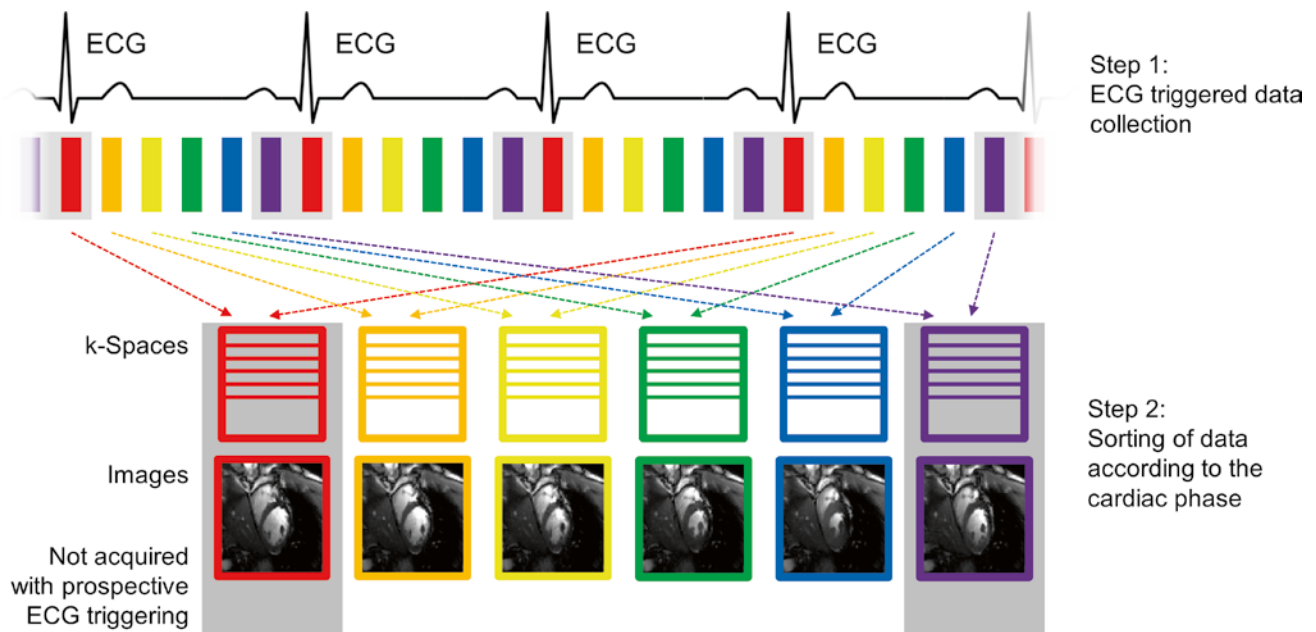 ECG
ECG
ECG
ECG
Step 1:
ECG triggered data
collection
k-Spaces
Step 2:
Sorting of data
according to the
cardiac phase
Images
Not acquired
with prospective
ECG triggering